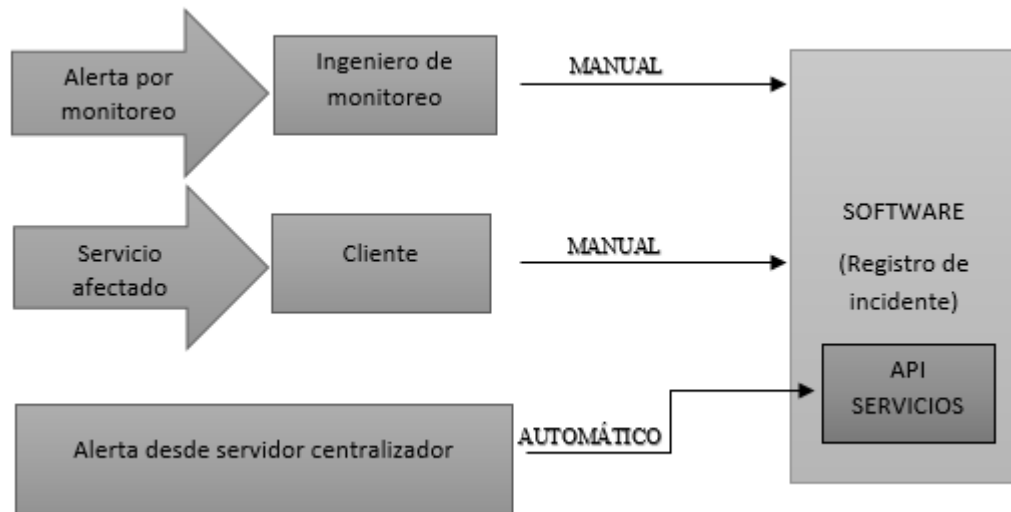 Alerta por
monitoreo
Ingeniero de
monitoreo
MANUAL
Servicio
afectado
Cliente
MANUAL
SOFTWARE
(Registro de
incidente)
API
SERVICIOS
Alerta desde servidor centralizador
AUTOMÁTICO